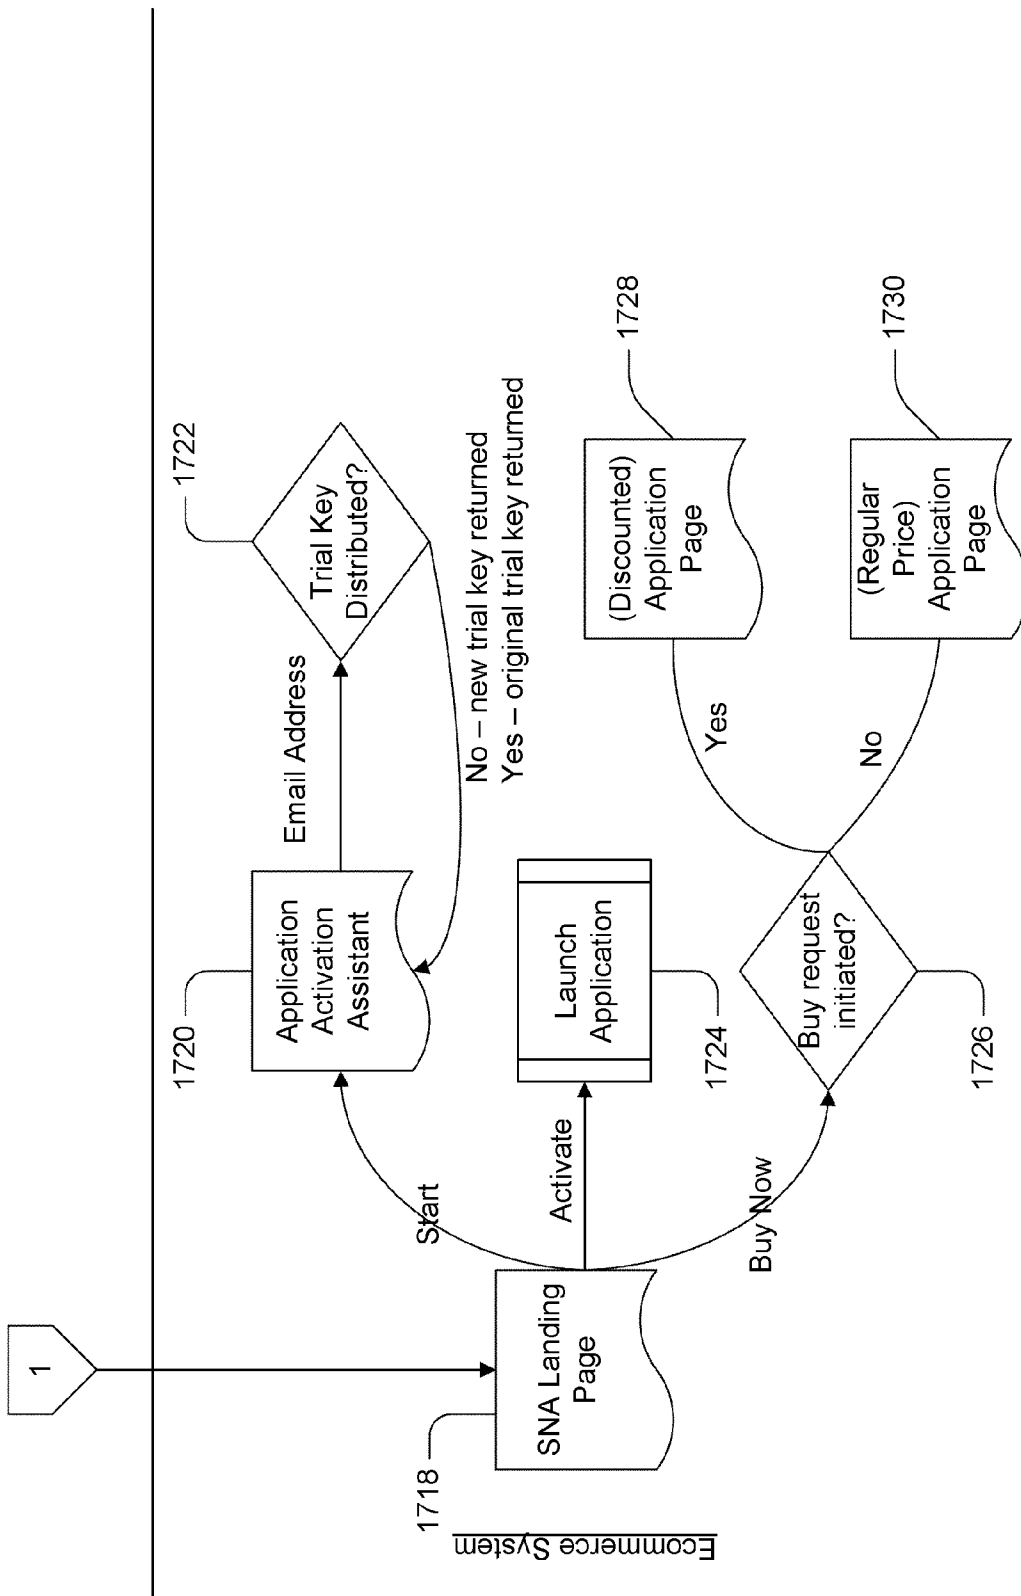 1
Ecommerce System
1718
SNA Landing
Page
Start
Activate
Buy Now
1720
Application
Activation
Assistant
Email Address
1722
Trial Key
Distributed?
No – new trial key returned
Yes – original trial key returned
Launch
Application
1724
Buy request
initiated?
1726
Yes
No
(Discounted)
Application
Page
1728
(Regular
Price)
Application
Page
1730